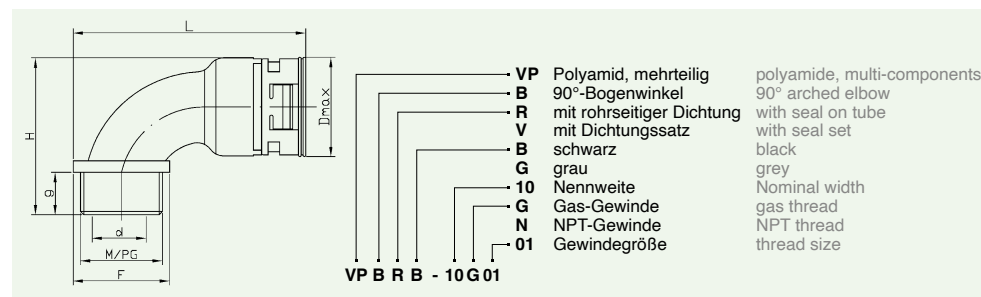 L
H
g
d
M/PG
F
Dmax
VP Polyamid, mehrteilig polyamide, multi-components
B 90°-Bogenwinkel 90° arched elbow
R mit rohrseitiger Dichtung with seal on tube
V mit Dichtungssatz with seal set
B schwarz black
G grau grey
10 Nennweite Nominal width
G Gas-Gewinde gas thread
N NPT-Gewinde NPT thread
01 Gewindegröße thread size
VP B R B - 10 G 01